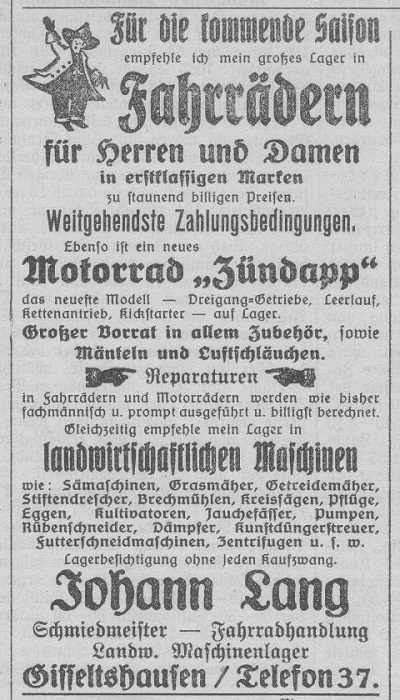 Für die kommende Saison
empfehle ich mein großes Lager in
Fahrrädern
für Herren und Damen
in erstklassigen Marken
zu staunend billigen Preisen.
Weitgehendste Zahlungsbedingungen.
Ebenso ist ein neues
Motorrad „Zündapp“
das neueste Modell — Dreigang=Getriebe, Leerlauf,
Kettenantrieb, Kickstarter — auf Lager.
Großer Vorrat in allem Zubehör, sowie
Mänteln und Luftschläuchen.
Reparaturen
in Fahrrädern und Motorrädern werden wie bisher
fachmännisch u. prompt ausgeführt u. billigst berechnet.
Gleichzeitig empfehle mein Lager in
landwirtschaftlichen Maschinen
wie: Sämaschinen, Grasmäher, Getreidemäher,
Stiftendrescher, Brechmühlen, Kreissägen, Pflüge,
Eggen, Kultivatoren, Jauchefässer, Pumpen,
Rübenschneider, Dämpfer, Kunstdüngerstreuer,
Futterschneidmaschinen, Zentrifugen u. s. w.
Lagerbesichtigung ohne jeden Kaufzwang.
Johann Lang
Schmiedmeister — Fahrradhandlung
Landw. Maschinenlager
Gisseltshausen / Telefon 37.